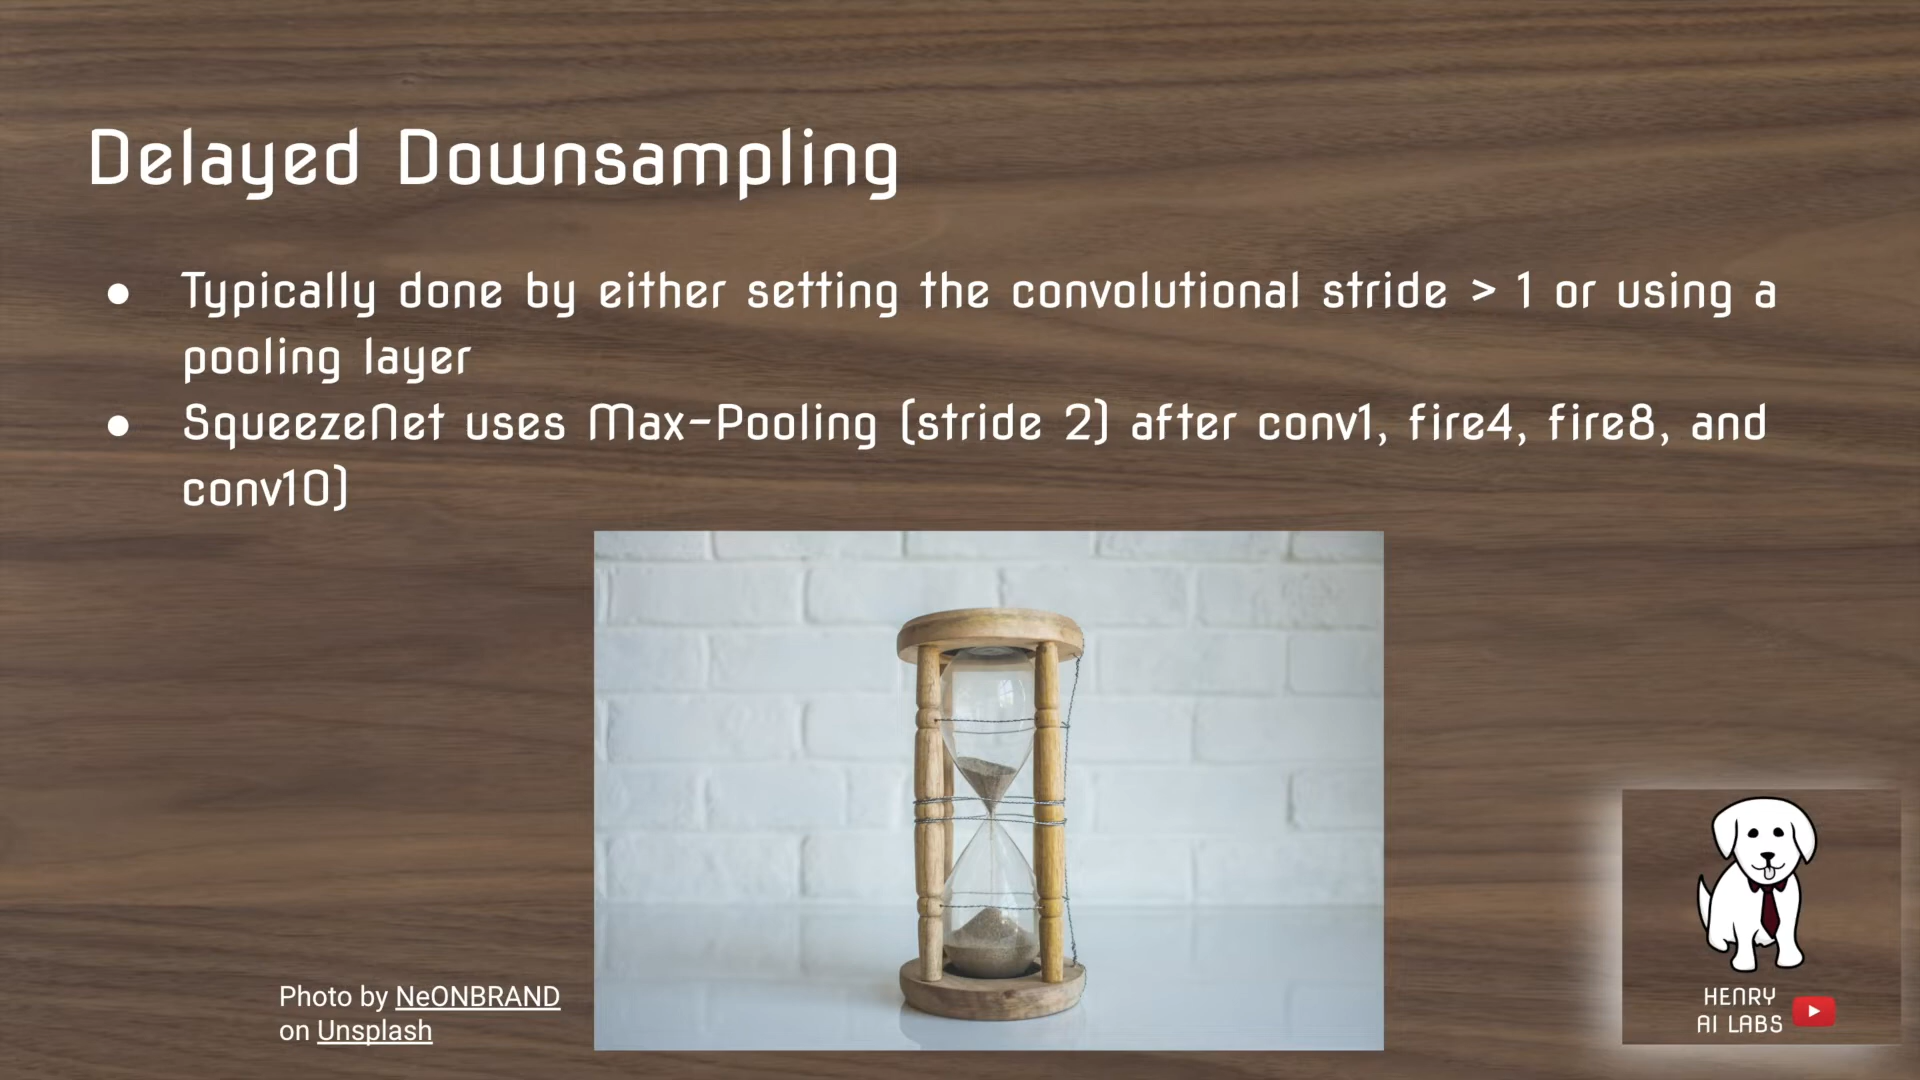 Delayed Downsampling
● Typically done by either setting the convolutional stride > 1 or using a
pooling layer
● SqueezeNet uses Max-Pooling (stride 2) after conv1, fire4, fire8, and
conv10)
Photo by NeONBRAND
on Unsplash
HENRY
AI LABS